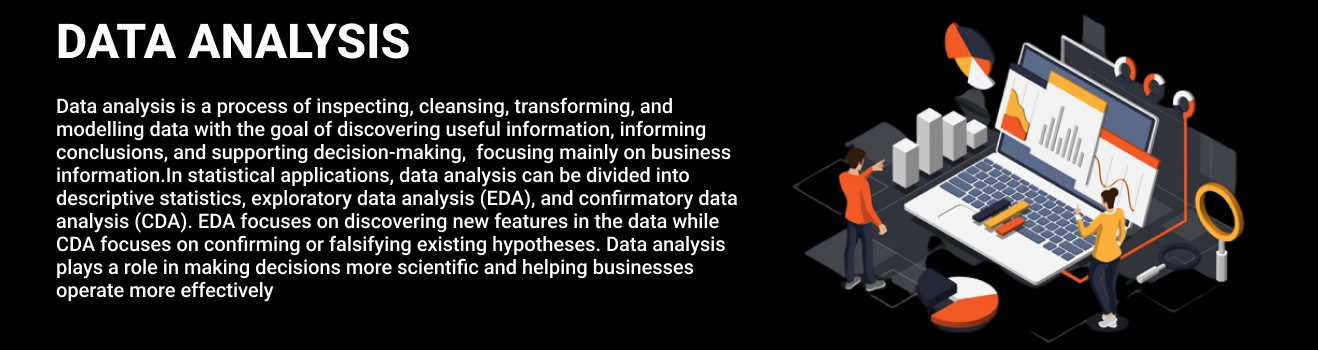 DATA ANALYSIS
Data analysis is a process of inspecting, cleansing, transforming, and
modelling data with the goal of discovering useful information, informing
conclusions, and supporting decision-making,  focusing mainly on business
information.In statistical applications, data analysis can be divided into
descriptive statistics, exploratory data analysis (EDA), and confirmatory data
analysis (CDA). EDA focuses on discovering new features in the data while
CDA focuses on confirming or falsifying existing hypotheses. Data analysis
plays a role in making decisions more scientific and helping businesses
operate more effectively